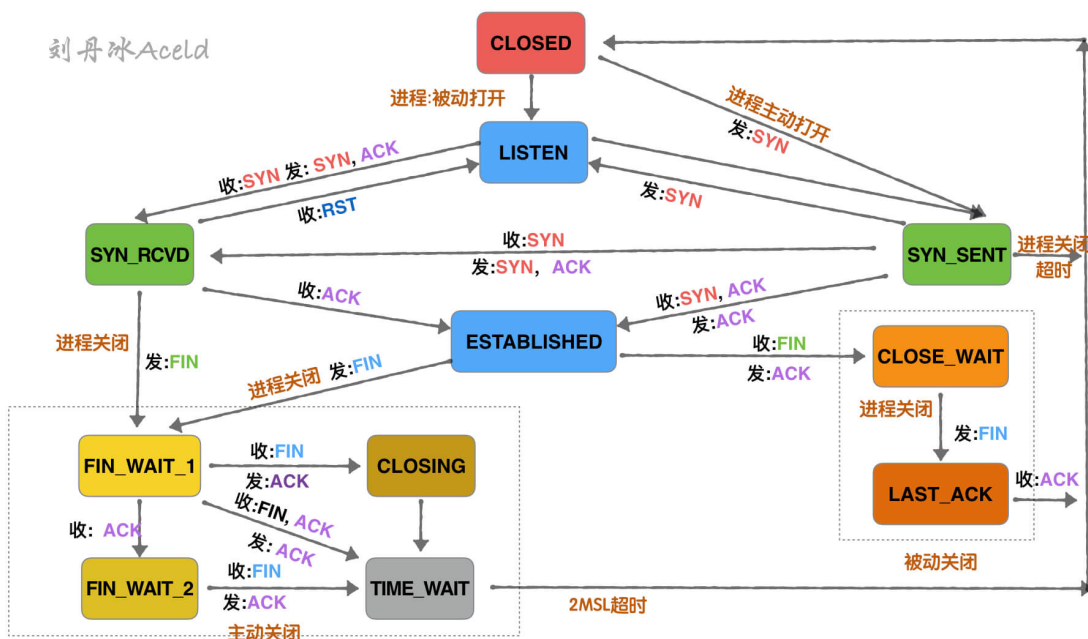 刘丹冰Aceld
CLOSED
进程:被动打开
进程主动打开
发:SYN
LISTEN
收:SYN 发: SYN, ACK
收:RST
发:SYN
SYN_RCVD
收:SYN
发:SYN, ACK
SYN_SENT
进程关闭
超时
收:ACK
收:SYN, ACK
发:ACK
ESTABLISHED
进程关闭
发:FIN
进程关闭 发:FIN
收:FIN
发:ACK
CLOSE_WAIT
进程关闭
发:FIN
LAST_ACK
收:ACK
被动关闭
FIN_WAIT_1
收:FIN
发:ACK
CLOSING
收:FIN, ACK
发: ACK
收: ACK
FIN_WAIT_2
收:FIN
发:ACK
TIME_WAIT
2MSL超时
主动关闭